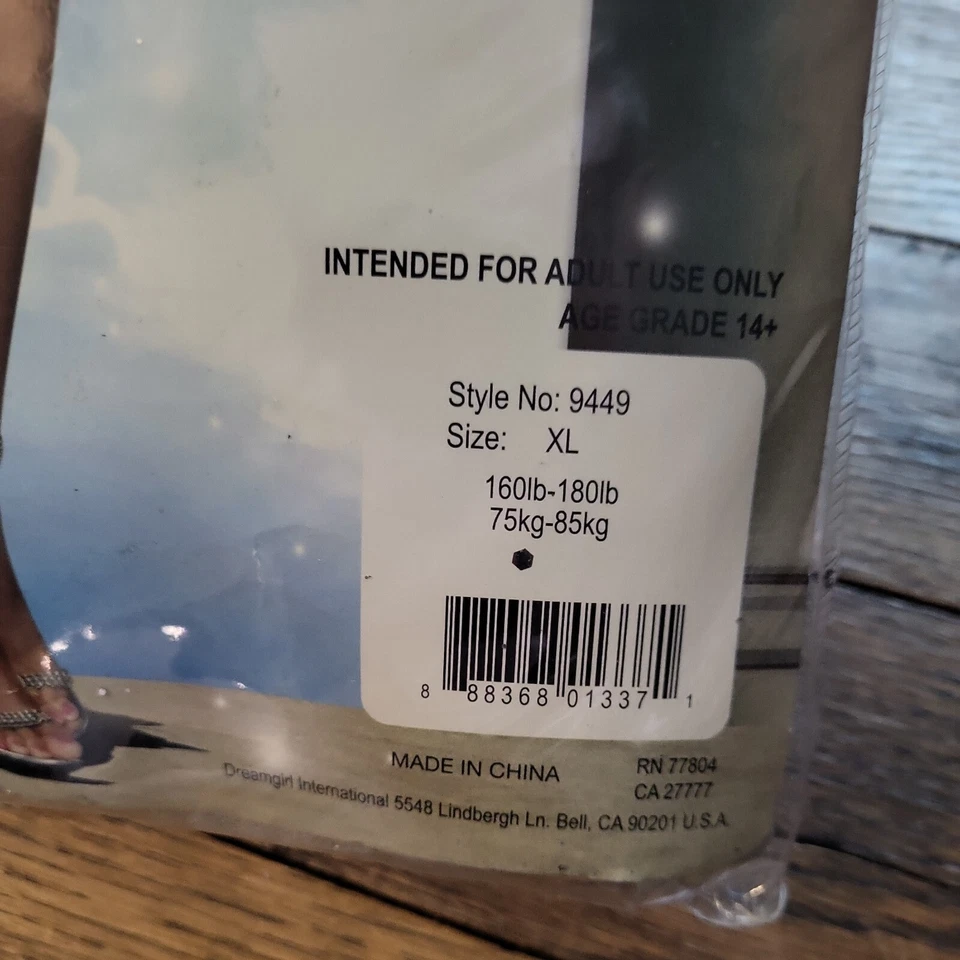 INTENDED FOR ADULT USE ONLY
AGE GRADE 14+
Style No: 9449
Size: XL
160lb-180lb
75kg-85kg
8 88368 01337 1
MADE IN CHINA
RN 77804
CA 27777
Dreamgirl International 5548 Lindbergh Ln. Bell, CA 90201 U.S.A.